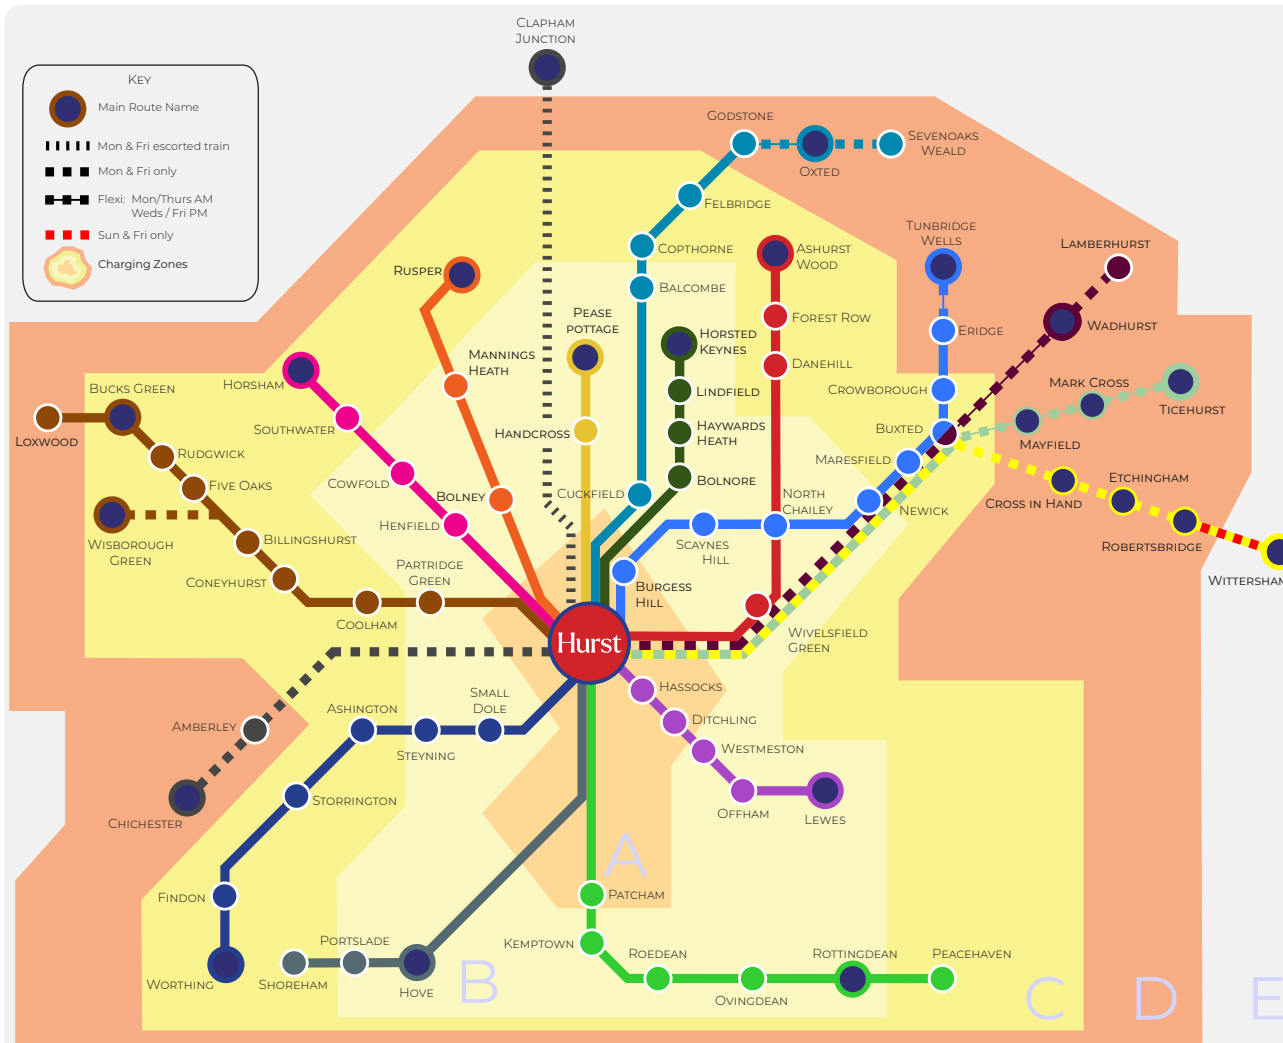 Clapham
Junction
Key
Main Route Name
Mon & Fri escorted train
Mon & Fri only
Flexi: Mon/Thurs AM
Weds / Fri PM
Sun & Fri only
Charging Zones
Godstone
Oxted
Sevenoaks
Weald
Felbridge
Copthorne
Balcombe
Ashurst
Wood
Tunbridge
Wells
Lamberhurst
Rusper
Pease
pottage
Horsted
Keynes
Forest Row
Eridge
Wadhurst
Mannings
Heath
Horsham
Bucks Green
Loxwood
Southwater
Handcross
Lindfield
Danehill
Crowborough
Mark Cross
Ticehurst
Haywards
Heath
Buxted
Mayfield
Rudgwick
Cowfold
Bolney
Cuckfield
Bolnore
Maresfield
Five Oaks
Wisborough
Green
Henfield
North
Chailey
Newick
Cross in Hand
Etchingham
Robertsbridge
Wittersham
Billingshurst
Coneyhurst
Partridge
Green
Scaynes
Hill
Coolham
Burgess
Hill
Hurst
Wivelsfield
Green
Hassocks
Amberley
Ashington
Steyning
Small
Dole
Ditchling
Westmeston
Chichester
Storrington
Offham
Lewes
A
Findon
Patcham
Worthing
Portslade
Shoreham
Hove
B
Kemptown
Roedean
Ovingdean
Rottingdean
Peacehaven
C
D
E